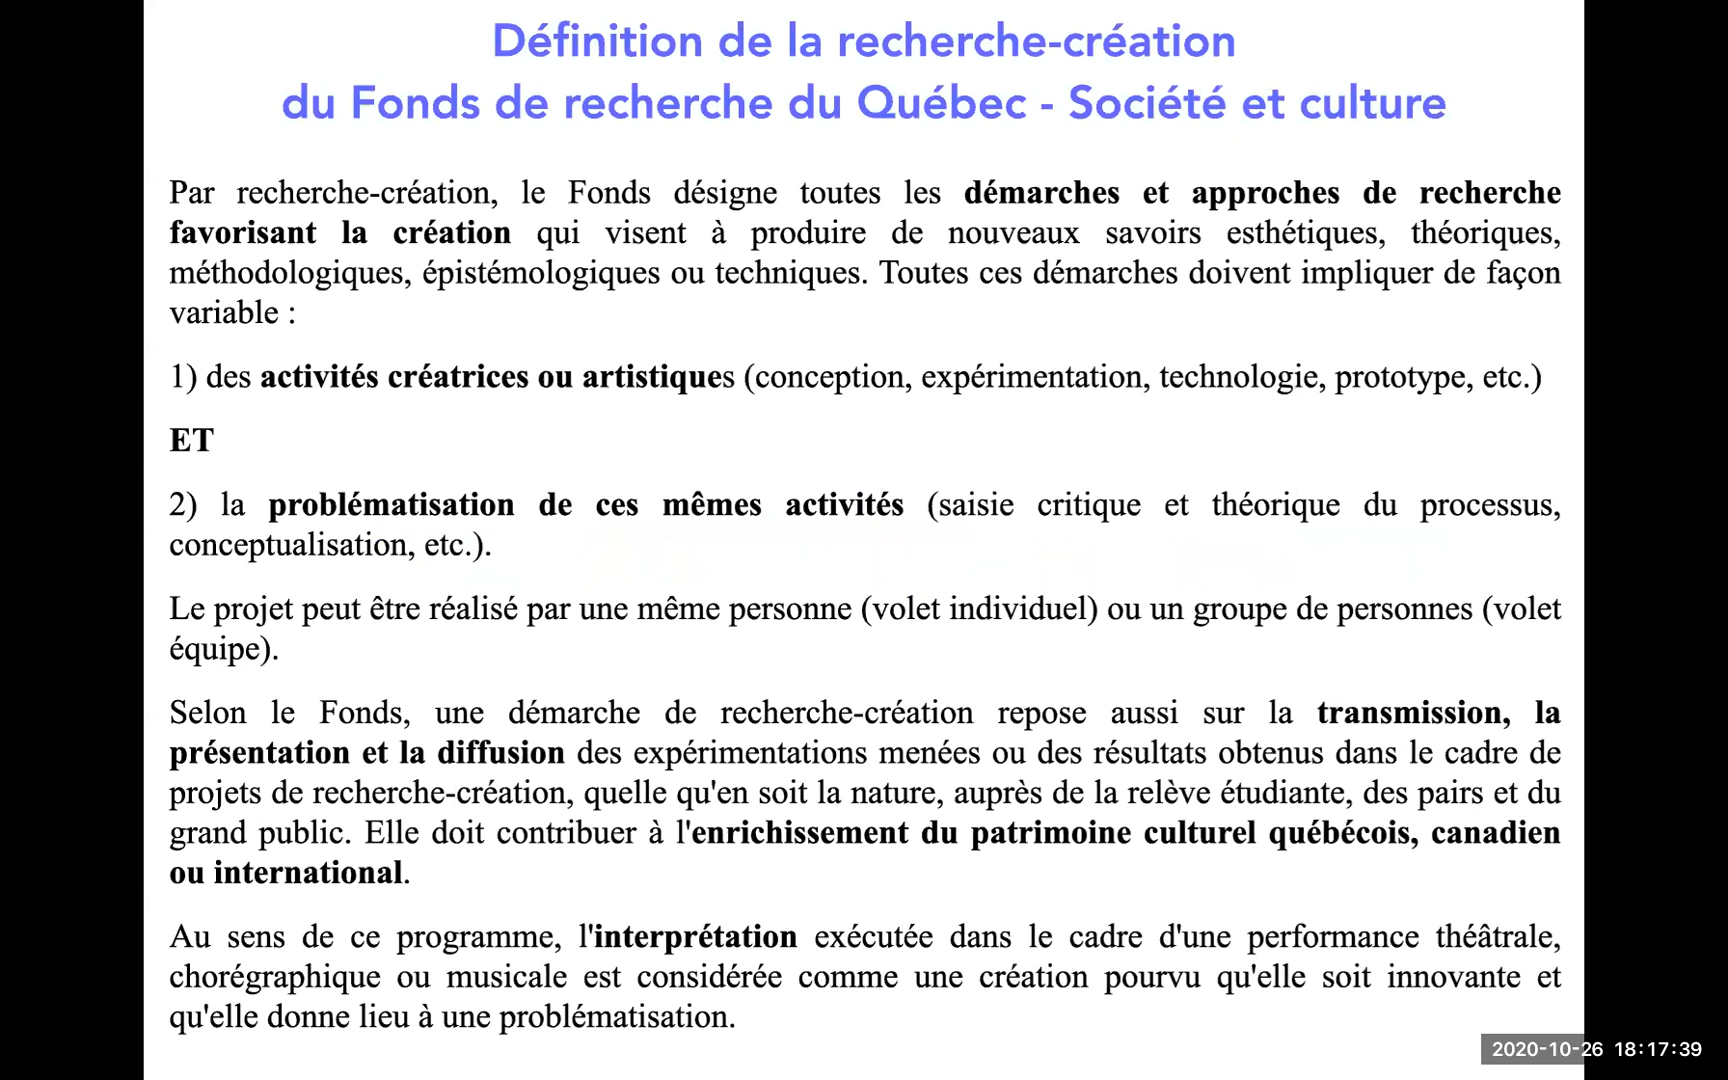 Définition de la recherche-création
du Fonds de recherche du Québec - Société et culture
Par recherche-création, le Fonds désigne toutes les démarches et approches de recherche
favorisant la création qui visent à produire de nouveaux savoirs esthétiques, théoriques,
méthodologiques, épistémologiques ou techniques. Toutes ces démarches doivent impliquer de façon
variable :
1) des activités créatrices ou artistiques (conception, expérimentation, technologie, prototype, etc.)
ET
2) la problématisation de ces mêmes activités (saisie critique et théorique du processus,
conceptualisation, etc.).
Le projet peut être réalisé par une même personne (volet individuel) ou un groupe de personnes (volet
équipe).
Selon le Fonds, une démarche de recherche-création repose aussi sur la transmission, la
présentation et la diffusion des expérimentations menées ou des résultats obtenus dans le cadre de
projets de recherche-création, quelle qu'en soit la nature, auprès de la relève étudiante, des pairs et du
grand public. Elle doit contribuer à l'enrichissement du patrimoine culturel québécois, canadien
ou international.
Au sens de ce programme, l'interprétation exécutée dans le cadre d'une performance théâtrale,
chorégraphique ou musicale est considérée comme une création pourvu qu'elle soit innovante et
qu'elle donne lieu à une problématisation.
2020-10-26 18:17:39